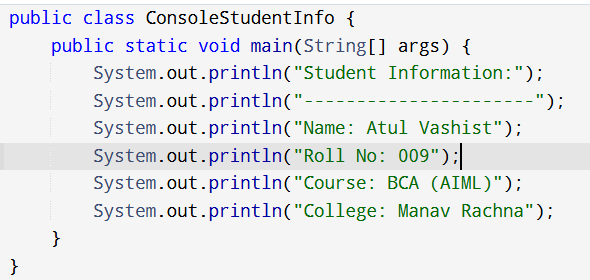 public class ConsoleStudentInfo {
    public static void main(String[] args) {
        System.out.println("Student Information:");
        System.out.println("----------------------");
        System.out.println("Name: Atul Vashist");
        System.out.println("Roll No: 009");
        System.out.println("Course: BCA (AIML)");
        System.out.println("College: Manav Rachna");
    }
}